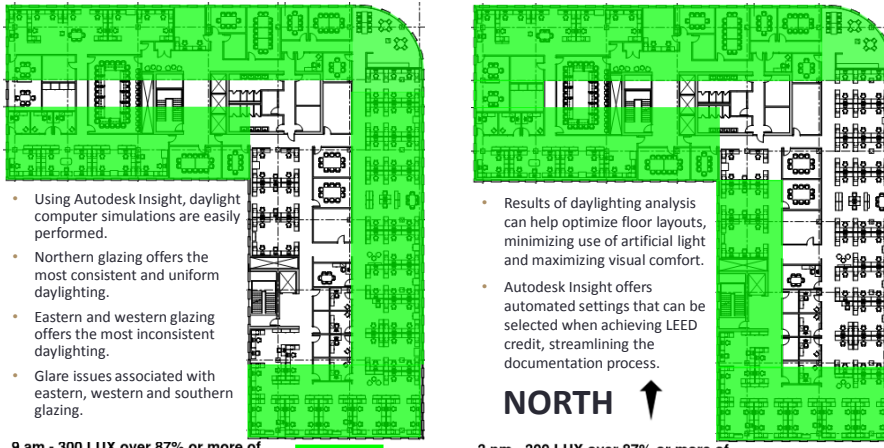 Using Autodesk Insight, daylight
computer simulations are easily
performed.
Northern glazing offers the
most consistent and uniform
daylighting.
Eastern and western glazing
offers the most inconsistent
daylighting.
Glare issues associated with
eastern, western and southern
glazing.
9 am - 300 LUX over 87% or more of
Results of daylighting analysis
can help optimize floor layouts,
minimizing use of artificial light
and maximizing visual comfort.
Autodesk Insight offers
automated settings that can be
selected when achieving LEED
credit, streamlining the
documentation process.
NORTH
3 pm - 300 LUX over 87% or more of